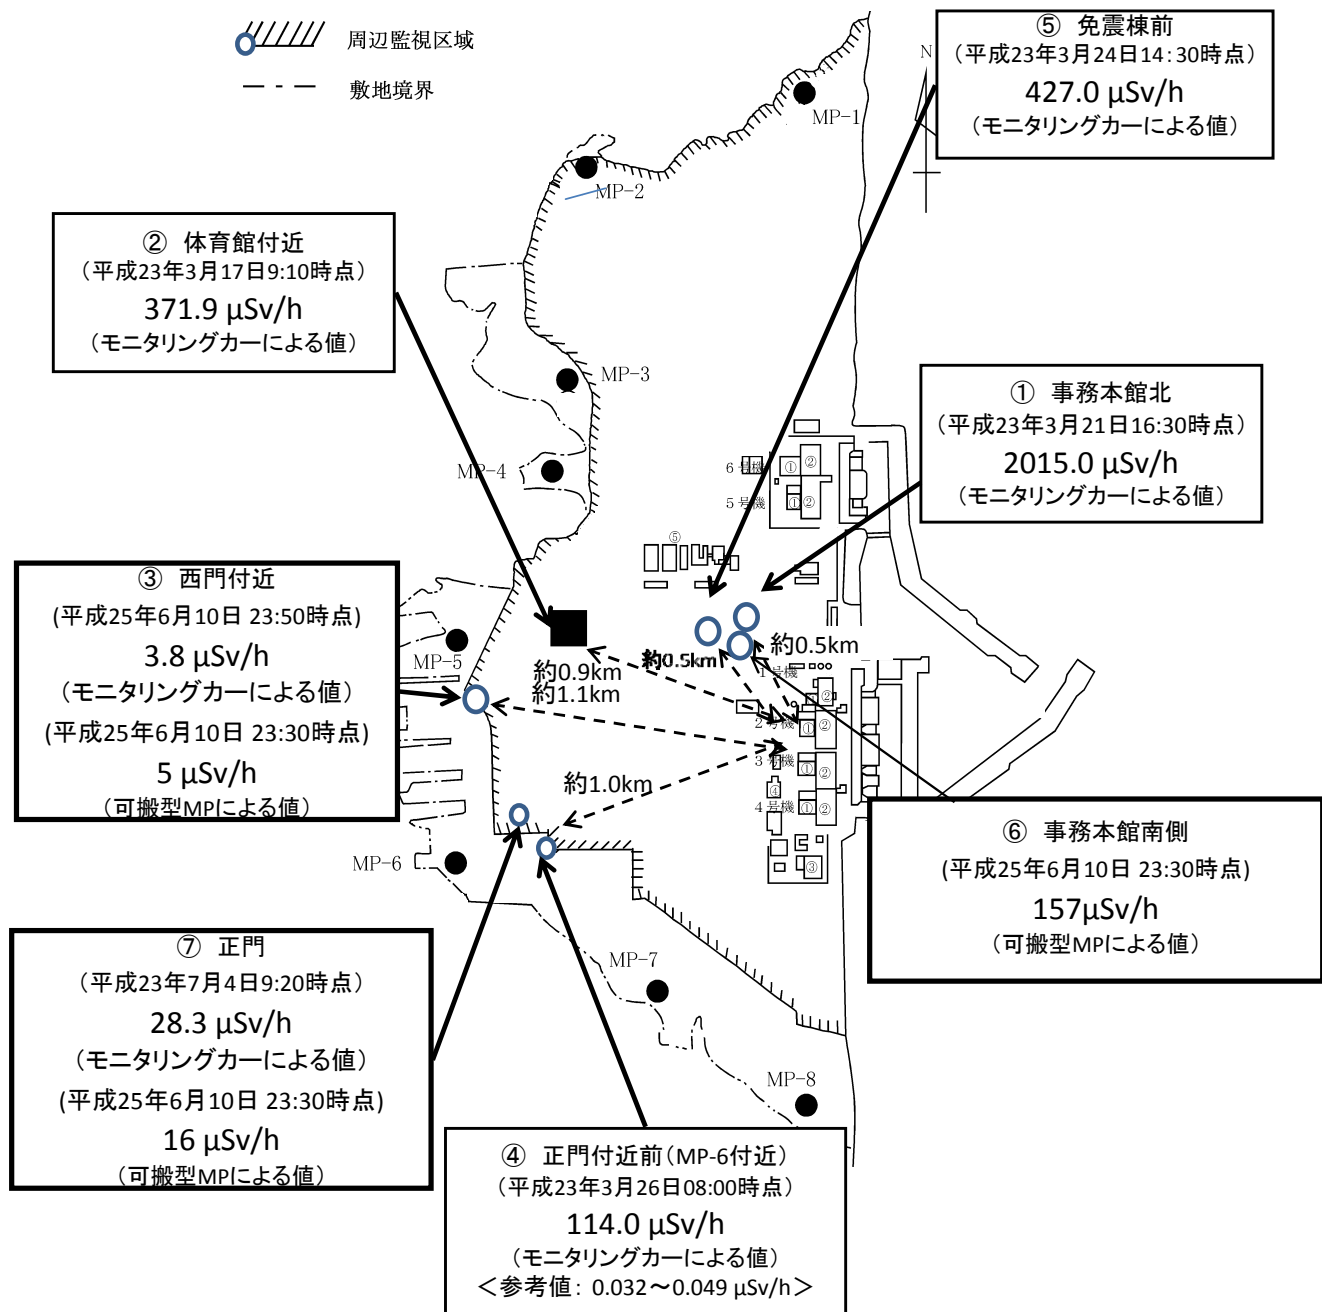 周辺監視区域
敷地境界
⑤ 免震棟前
(平成23年3月24日14:30時点)
427.0 μSv/h
(モニタリングカーによる値)
N
MP-1
MP-2
② 体育館付近
(平成23年3月17日9:10時点)
371.9 μSv/h
(モニタリングカーによる値)
MP-3
① 事務本館北
(平成23年3月21日16:30時点)
2015.0 μSv/h
(モニタリングカーによる値)
MP-4
6号機
①
②
5号機
①
②
⑤
③ 西門付近
(平成25年6月10日 23:50時点)
3.8 μSv/h
(モニタリングカーによる値)
(平成25年6月10日 23:30時点)
5 μSv/h
(可搬型MPによる値)
MP-5
約0.9km
約1.1km
約0.5km
約0.5km
1号機
②
2号機
①
②
3号機
①
②
④
4号機
①
②
③
約1.0km
MP-6
⑥ 事務本館南側
(平成25年6月10日 23:30時点)
157μSv/h
(可搬型MPによる値)
⑦ 正門
(平成23年7月4日9:20時点)
28.3 μSv/h
(モニタリングカーによる値)
(平成25年6月10日 23:30時点)
16 μSv/h
(可搬型MPによる値)
MP-7
MP-8
④ 正門付近前(MP-6付近)
(平成23年3月26日08:00時点)
114.0 μSv/h
(モニタリングカーによる値)
<参考値: 0.032~0.049 μSv/h>